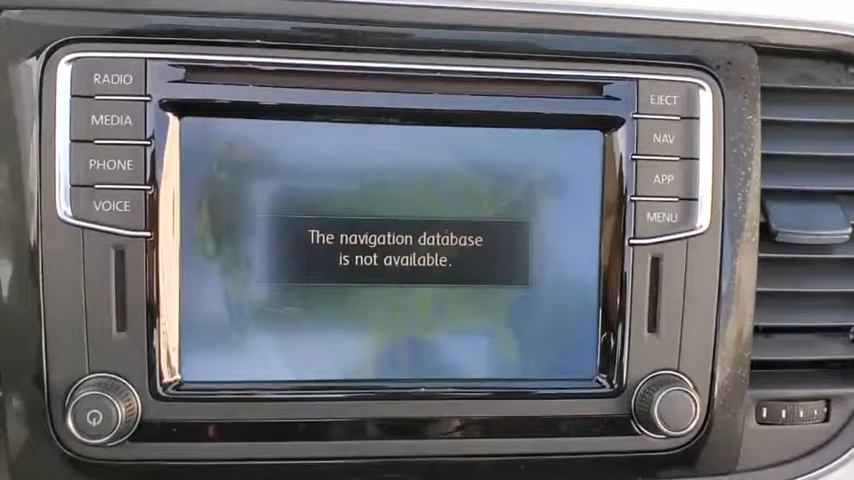 RADIO
MEDIA
PHONE
VOICE
The navigation database
is not available.
EJECT
NAV
APP
MENU